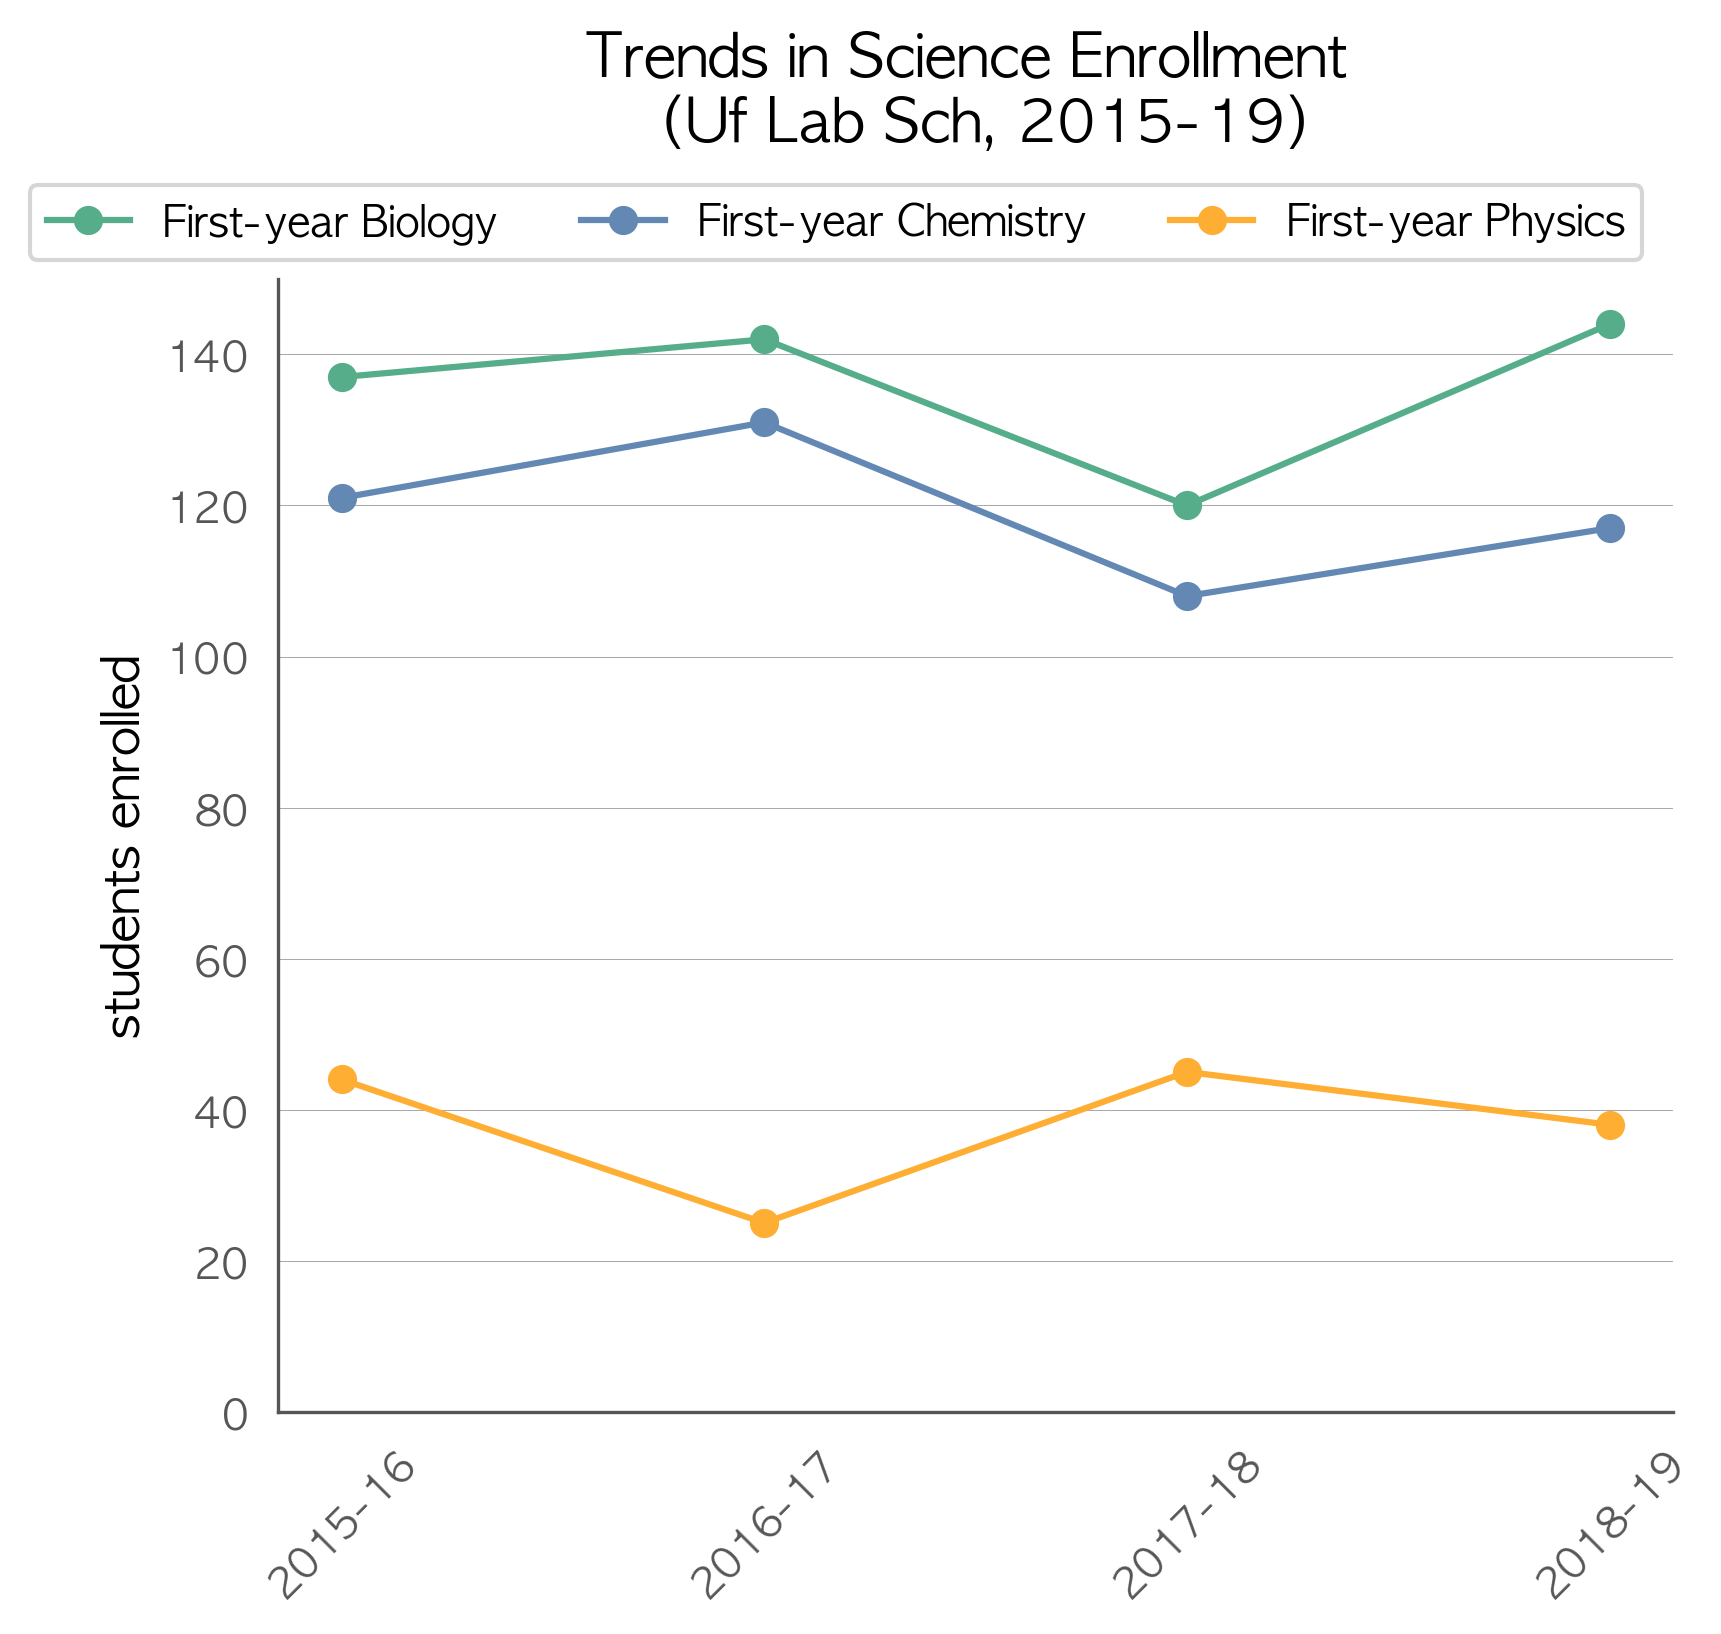 Trends in Science Enrollment
(Uf Lab Sch, 2015-19)
First-year Biology First-year Chemistry First-year Physics
students enrolled
140
120
100
80
60
40
20
0
2015-16 2016-17 2017-18 2018-19